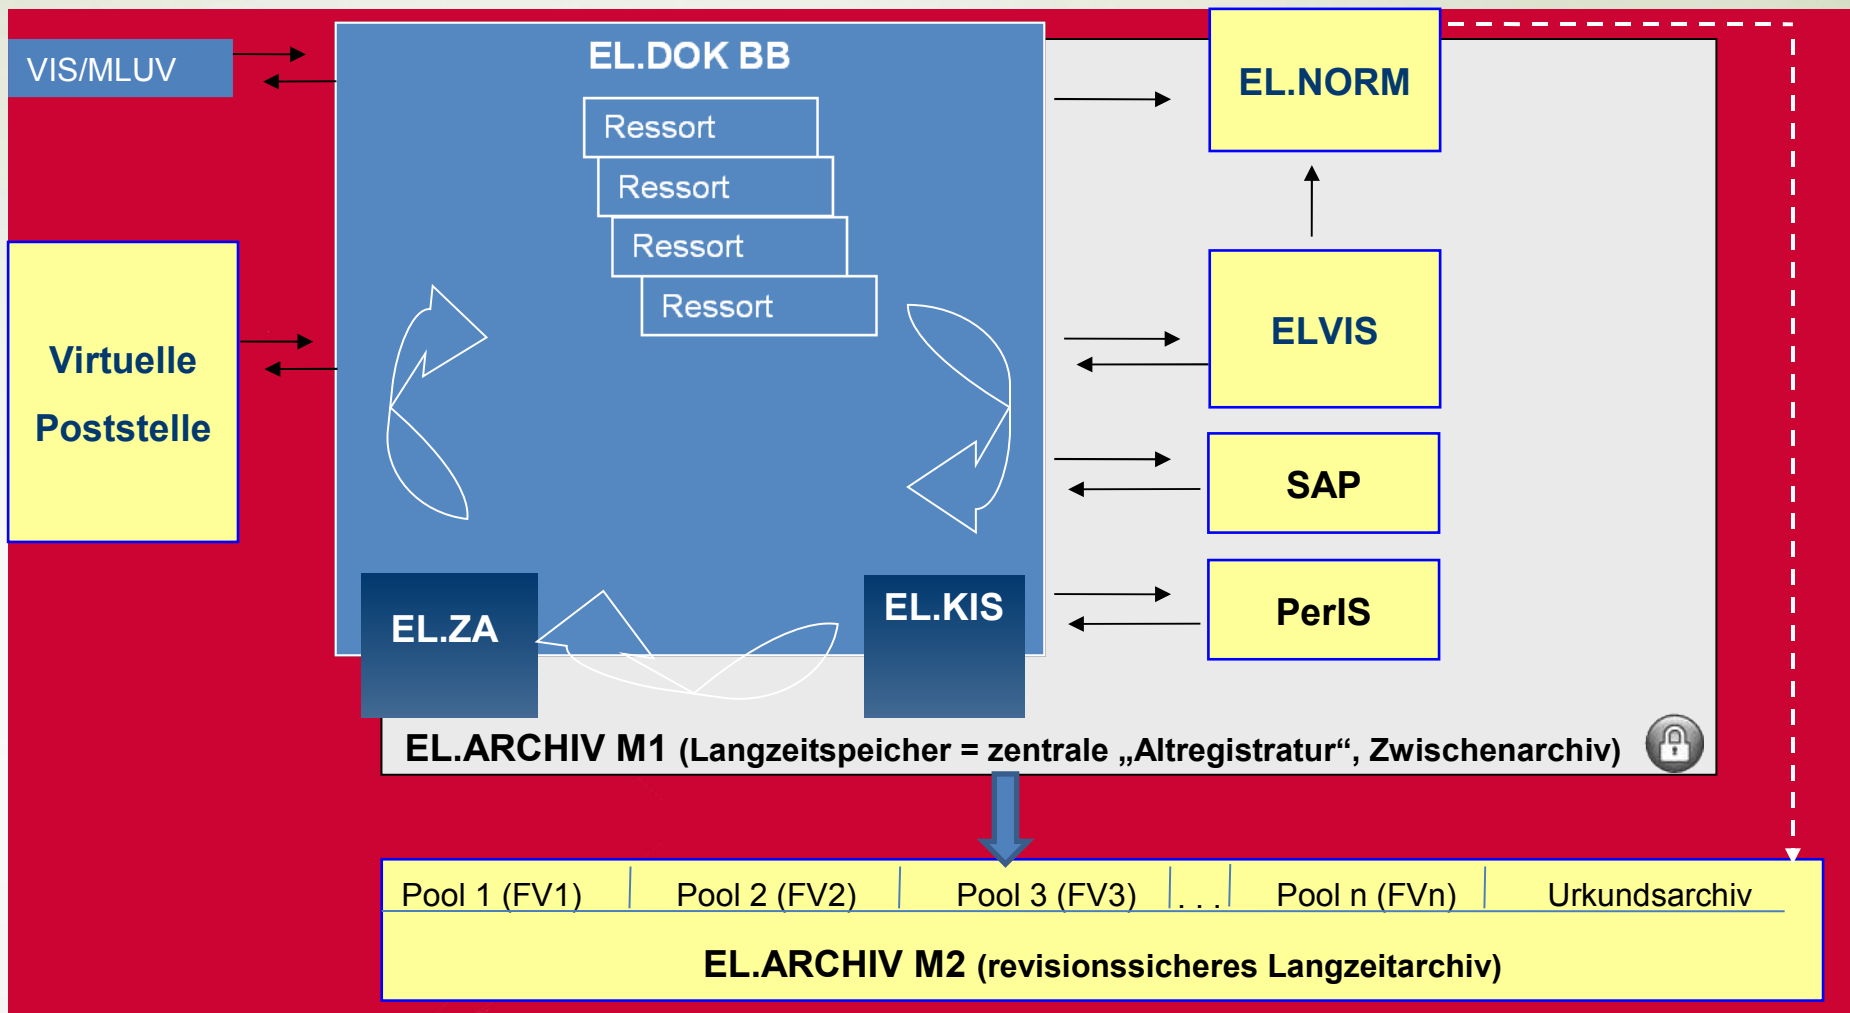 VIS/MLUV
EL.DOK BB
Ressort
Ressort
Ressort
Ressort
EL.NORM
Virtuelle
Poststelle
ELVIS
SAP
PerIS
EL.ZA
EL.KIS
EL.ARCHIV M1 (Langzeitspeicher = zentrale „Altregistratur“, Zwischenarchiv)
Pool 1 (FV1) Pool 2 (FV2) Pool 3 (FV3) . . . Pool n (FVn) Urkundsarchiv
EL.ARCHIV M2 (revisionssicheres Langzeitarchiv)